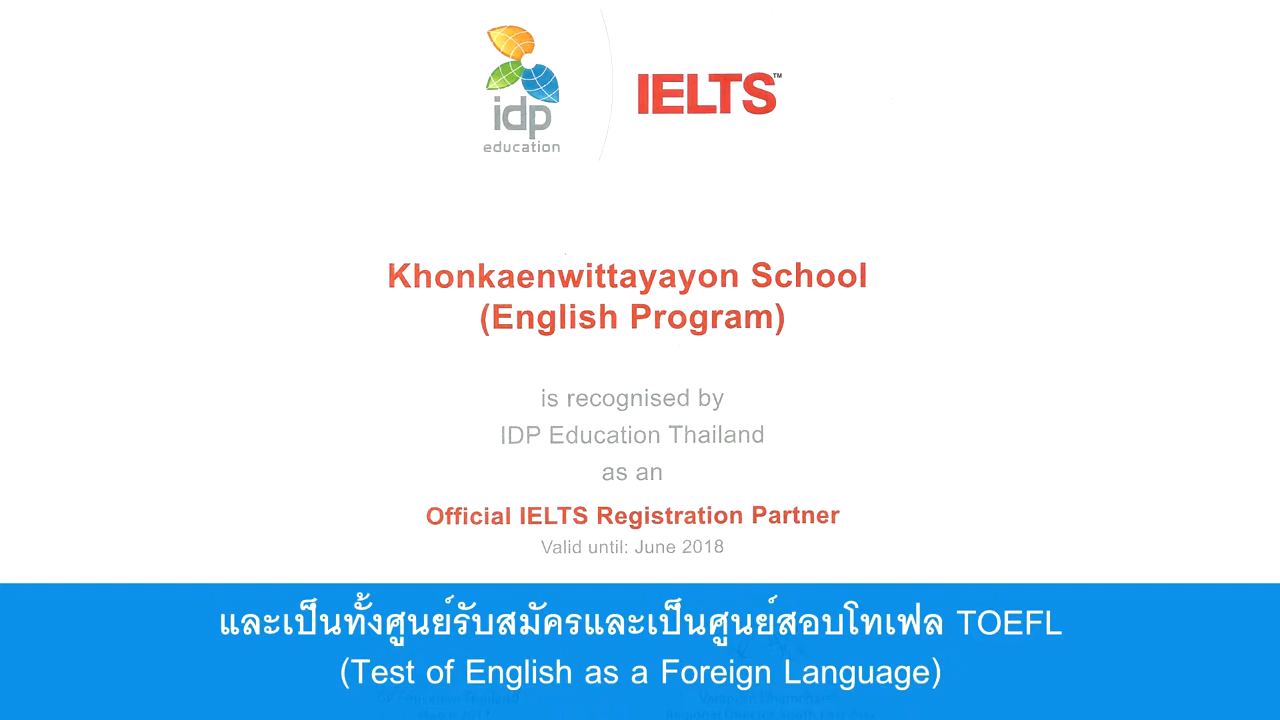 idp
education
IELTS™
Khonkaenwittayayon School
(English Program)
is recognised by
IDP Education Thailand
as an
Official IELTS Registration Partner
Valid until: June 2018
และเป็นทั้งศูนย์รับสมัครและเป็นศูนย์สอบโทเฟล TOEFL
(Test of English as a Foreign Language)